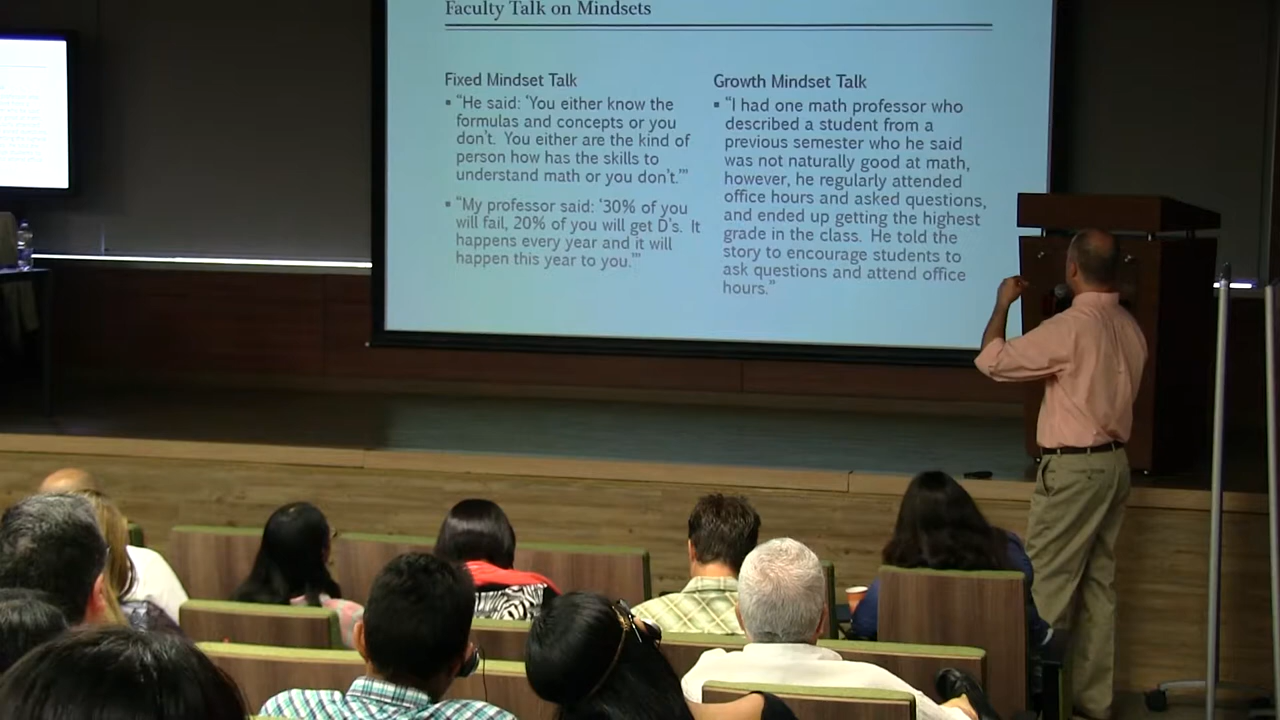 Faculty Talk on Mindsets
Fixed Mindset Talk
▪ “He said: ‘You either know the
formulas and concepts or you
don’t. You either are the kind of
person how has the skills to
understand math or you don’t.’”
▪ “My professor said: ‘30% of you
will fail, 20% of you will get D’s. It
happens every year and it will
happen this year to you.’”
Growth Mindset Talk
▪ “I had one math professor who
described a student from a
previous semester who he said
was not naturally good at math,
however, he regularly attended
office hours and asked questions,
and ended up getting the highest
grade in the class. He told the
story to encourage students to
ask questions and attend office
hours.”